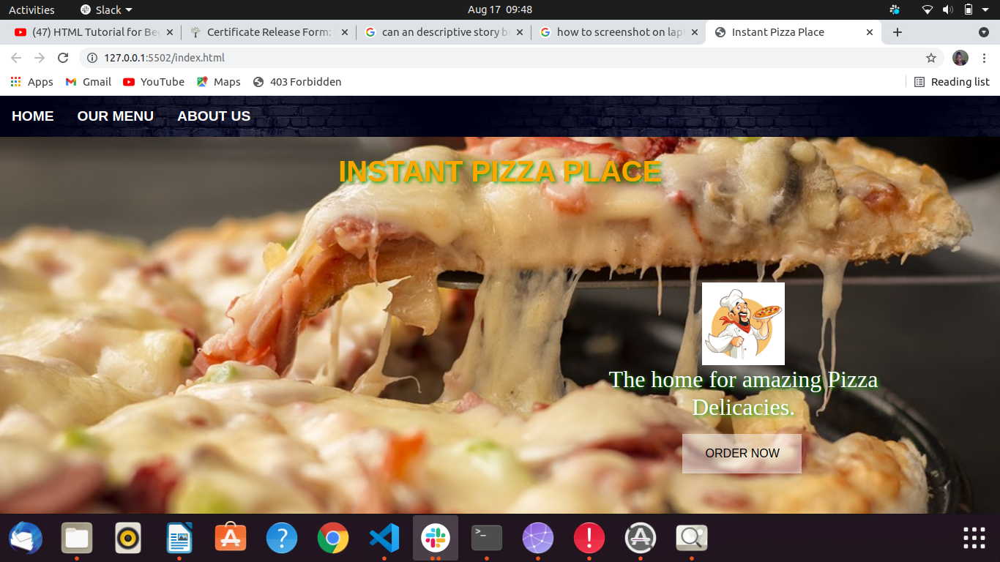 Activities Slack Aug 17 09:48
(47) HTML Tutorial for Beg Certificate Release Form: can an descriptive story b how to screenshot on lap Instant Pizza Place
127.0.0.1:5502/index.html
Apps Gmail YouTube Maps 403 Forbidden Reading list
HOME OUR MENU ABOUT US
INSTANT PIZZA PLACE
The home for amazing Pizza
Delicacies.
ORDER NOW